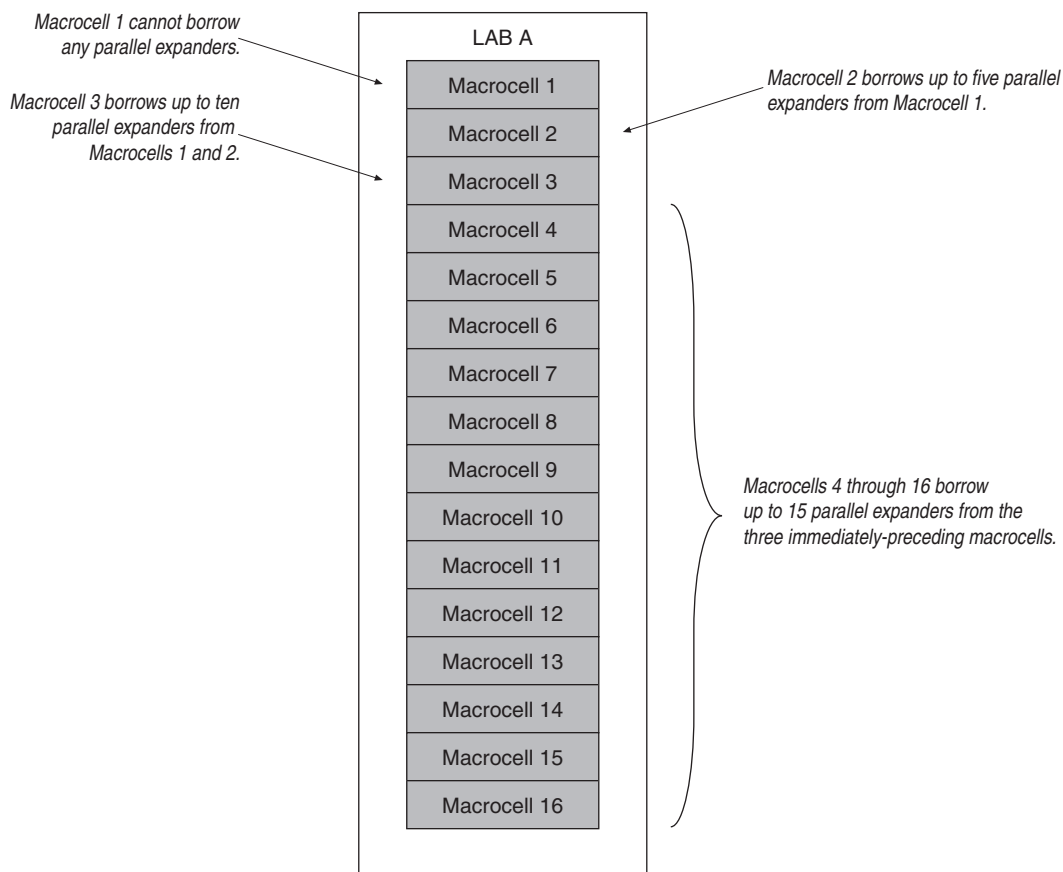 Macrocell 1 cannot borrow
any parallel expanders.
Macrocell 3 borrows up to ten
parallel expanders from
Macrocells 1 and 2.
LAB A
Macrocell 1
Macrocell 2
Macrocell 3
Macrocell 4
Macrocell 5
Macrocell 6
Macrocell 7
Macrocell 8
Macrocell 9
Macrocell 10
Macrocell 11
Macrocell 12
Macrocell 13
Macrocell 14
Macrocell 15
Macrocell 16
Macrocell 2 borrows up to five parallel
expanders from Macrocell 1.
Macrocells 4 through 16 borrow
up to 15 parallel expanders from the
three immediately-preceding macrocells.